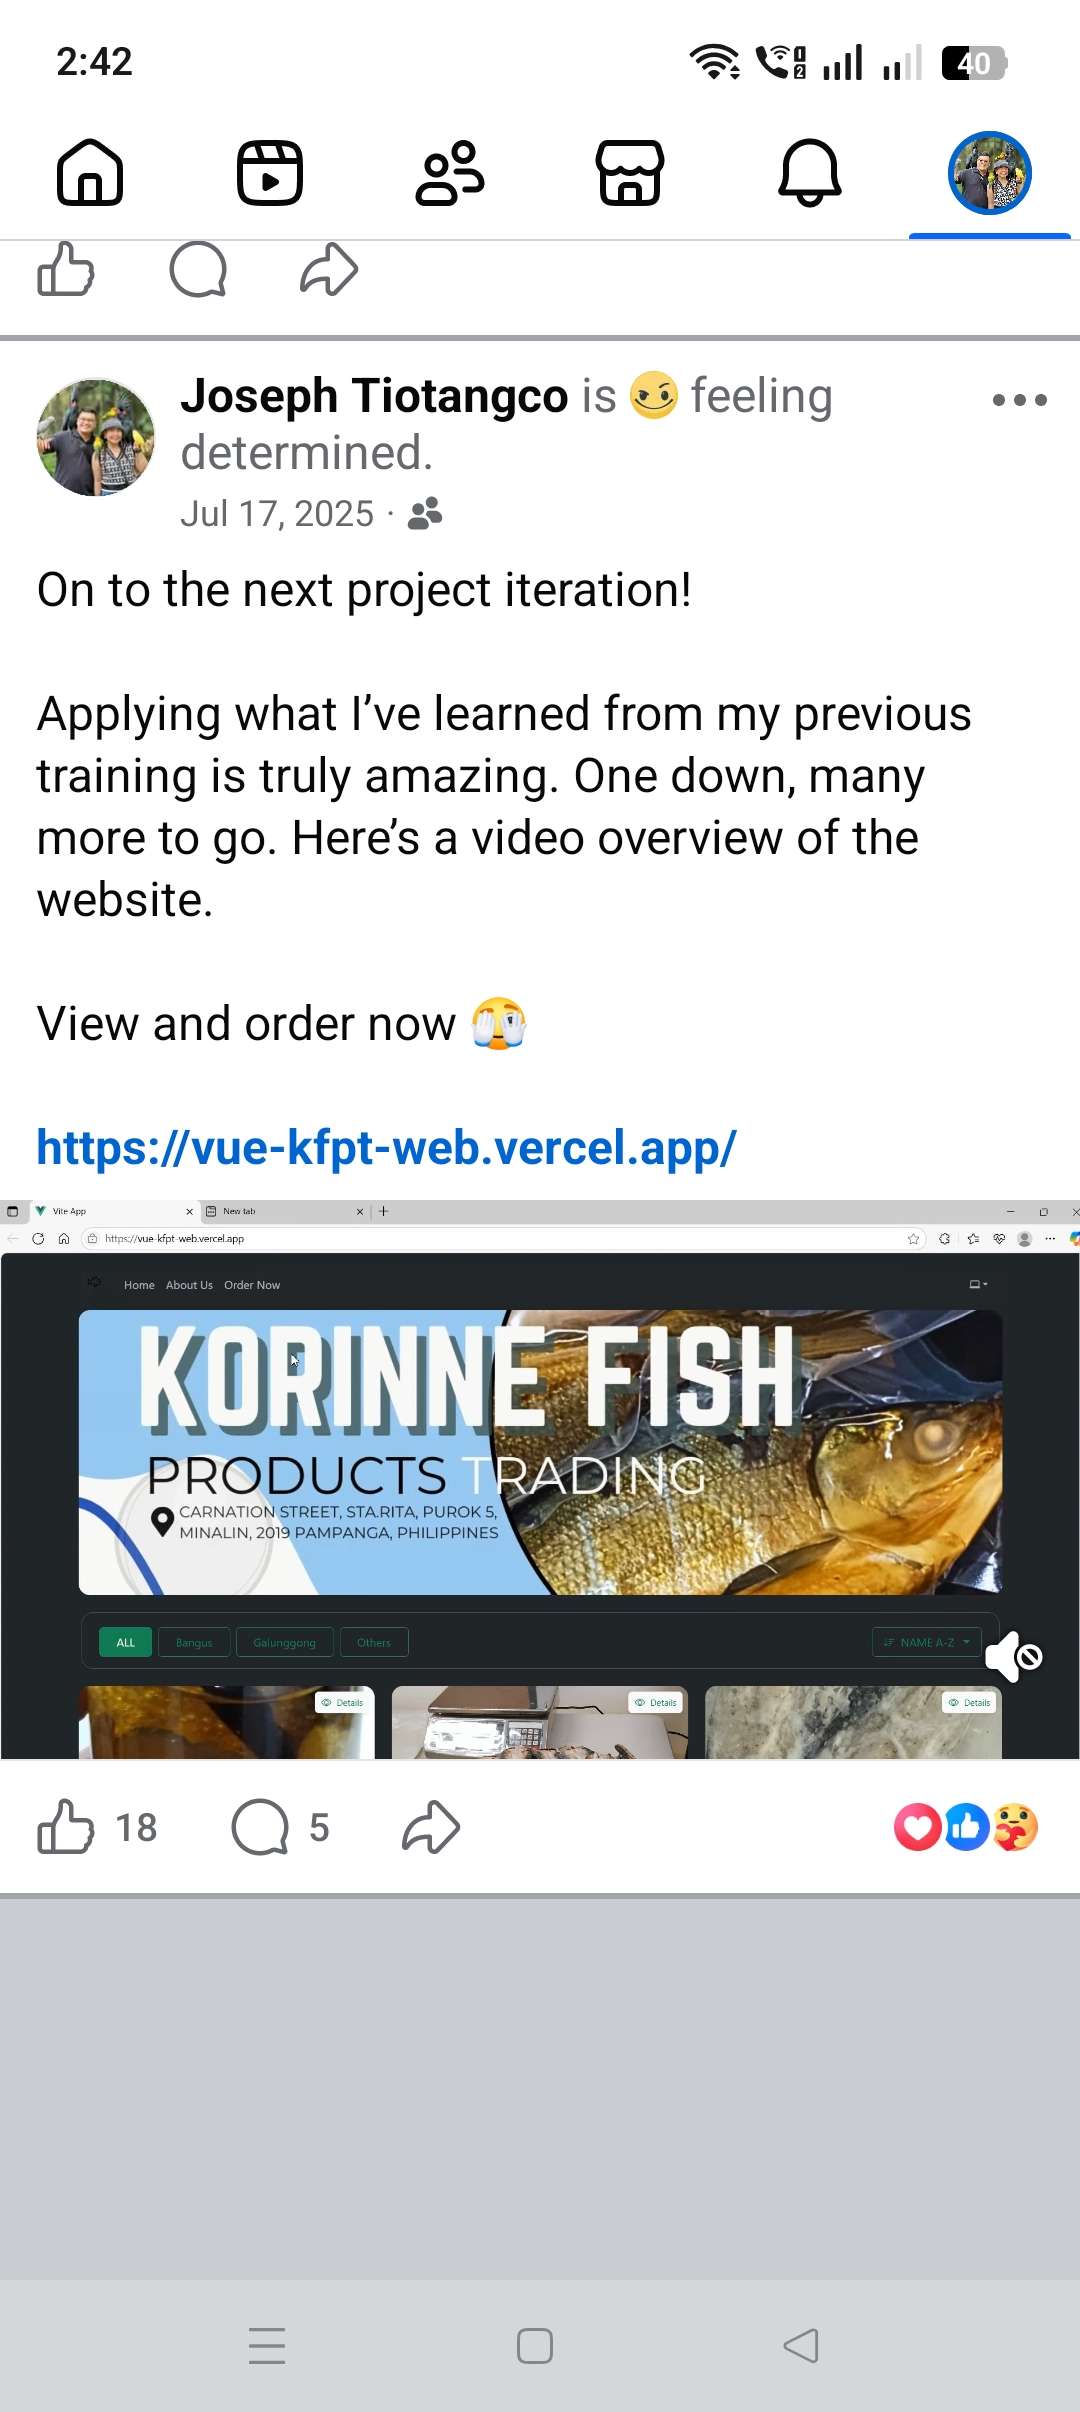 2:42
1
2
40
Joseph Tiotangco is feeling
determined.
Jul 17, 2025 ·
On to the next project iteration!
Applying what I’ve learned from my previous
training is truly amazing. One down, many
more to go. Here’s a video overview of the
website.
View and order now
https://vue-kfpt-web.vercel.app/
Vite App
New tab
https://vue-kfpt-web.vercel.app
Home About Us Order Now
KORINNE FISH
PRODUCTS TRADING
CARNATION STREET, STA.RITA, PUROK 5,
MINALIN, 2019 PAMPANGA, PHILIPPINES
ALL Bangus Galunggong Others NAME A-Z
Details Details Details
18 5